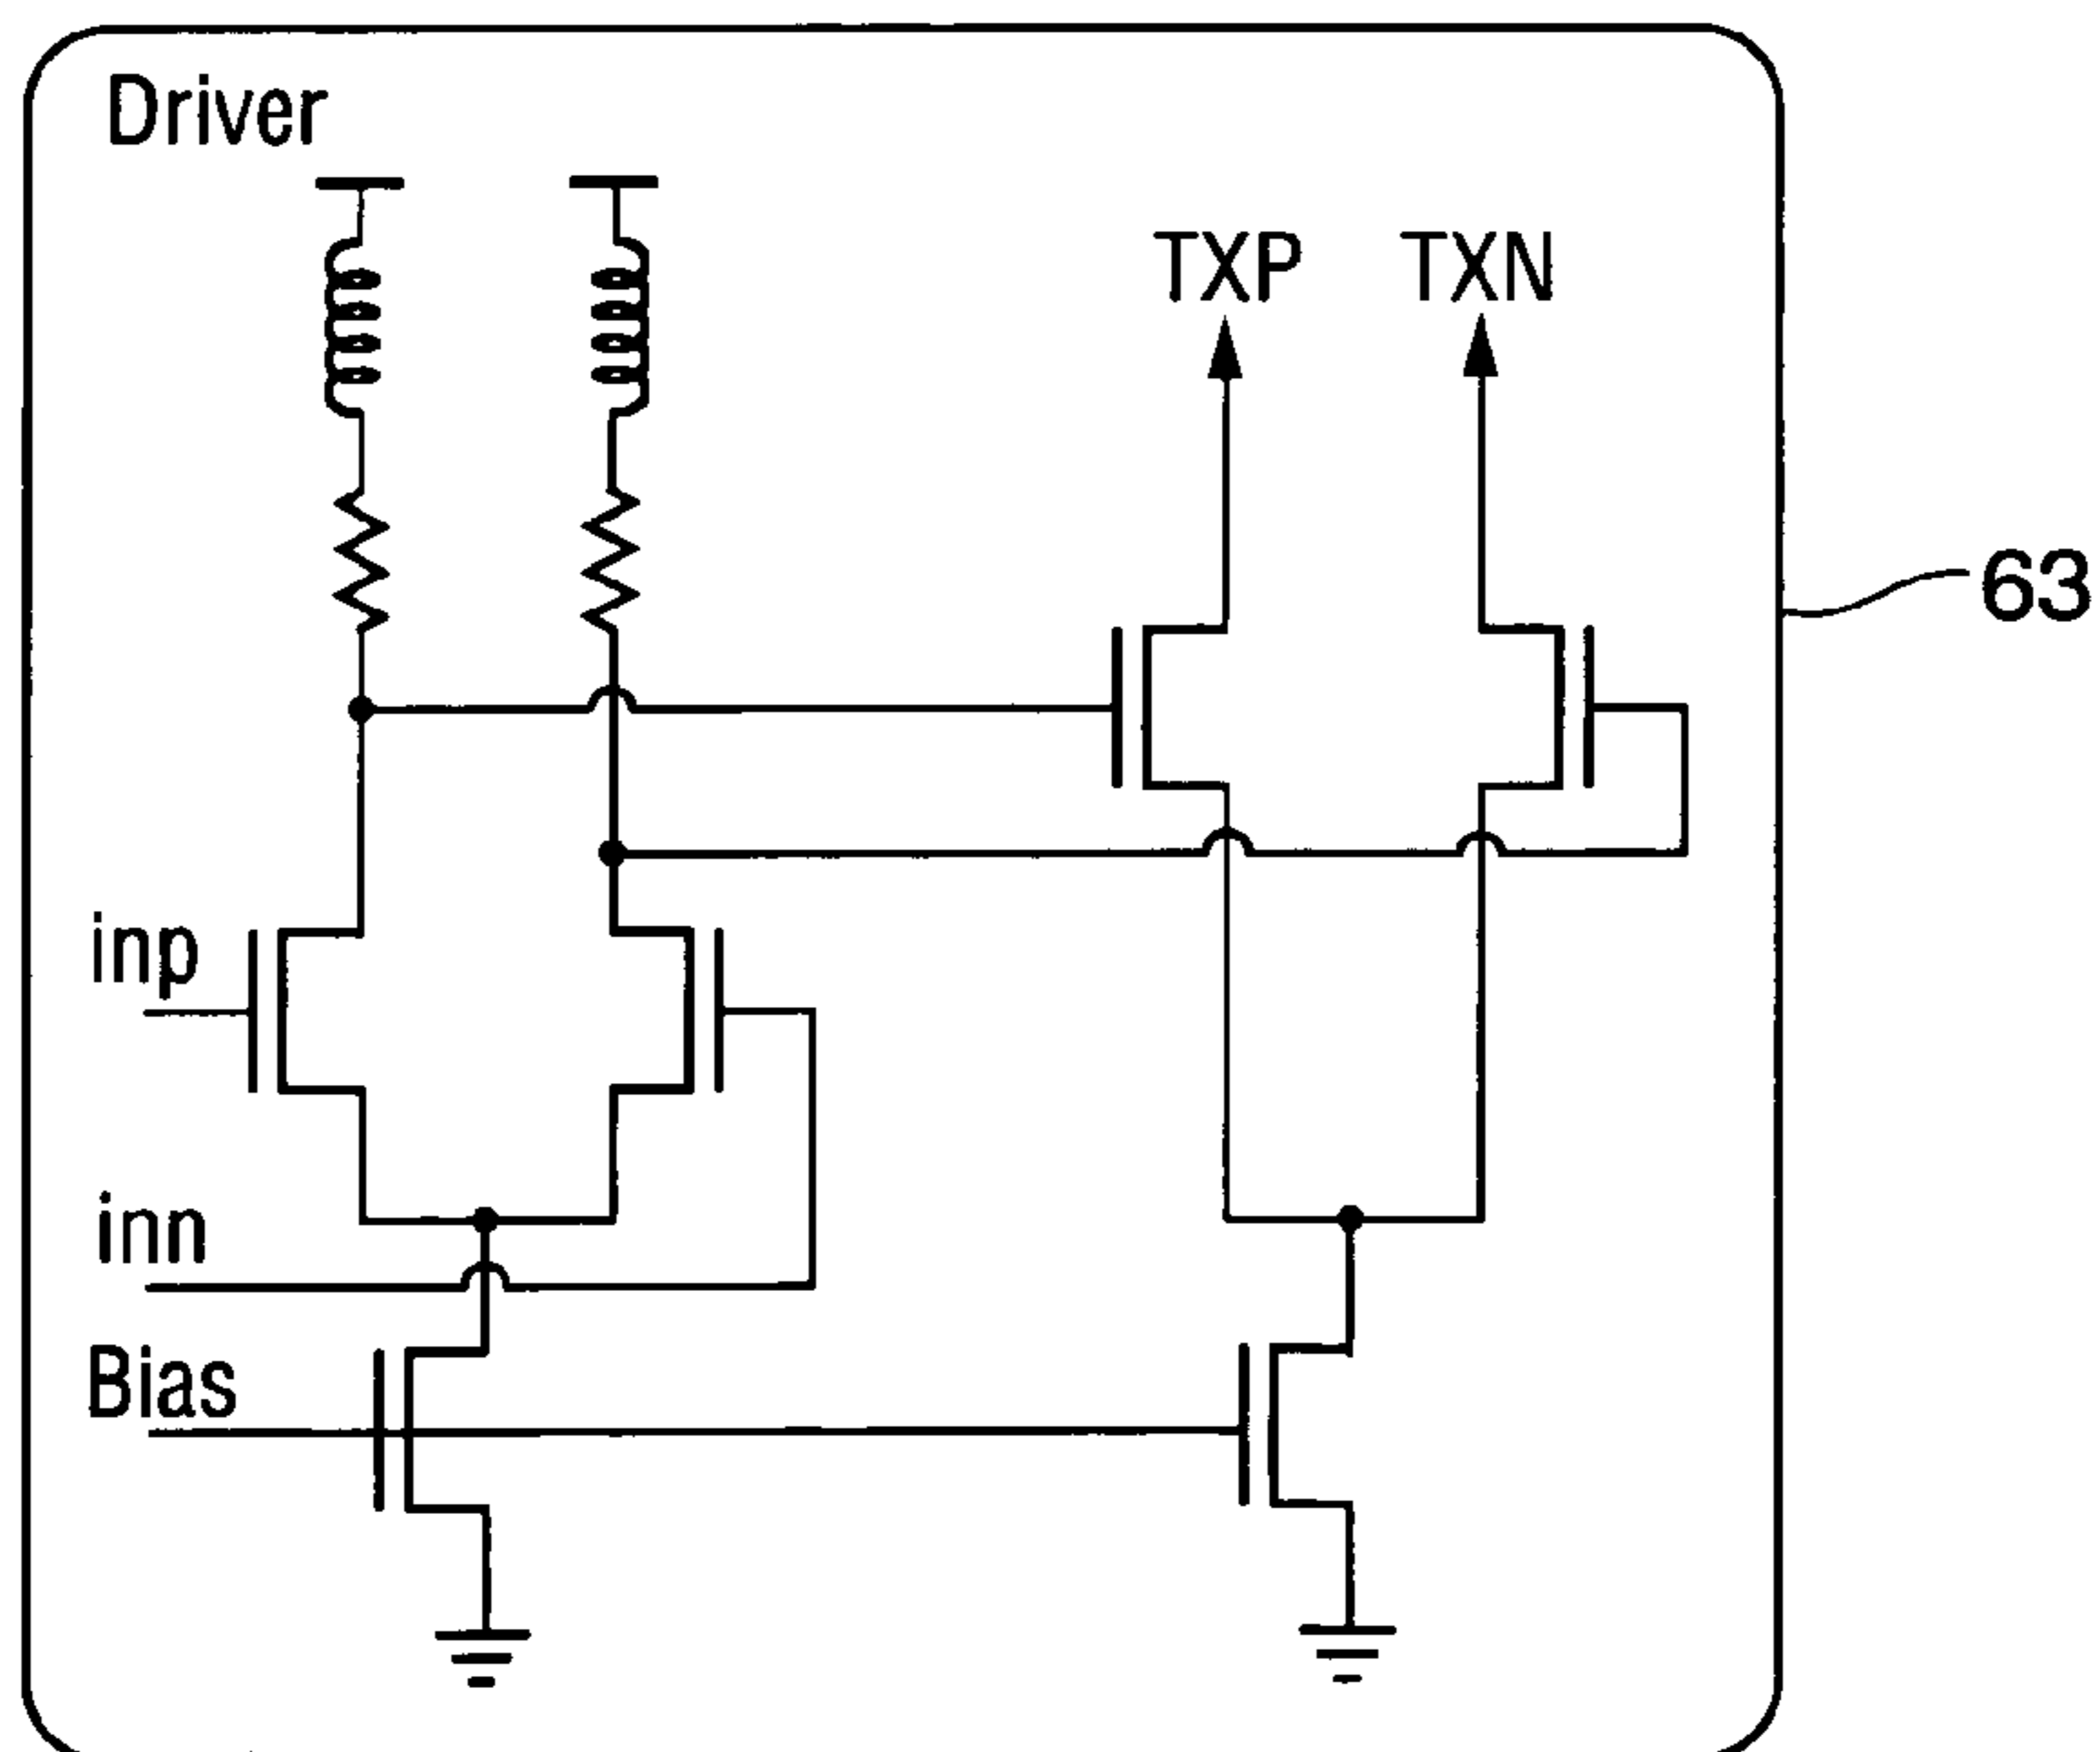 Driver
TXP TXN
63
inp
inn
Bias